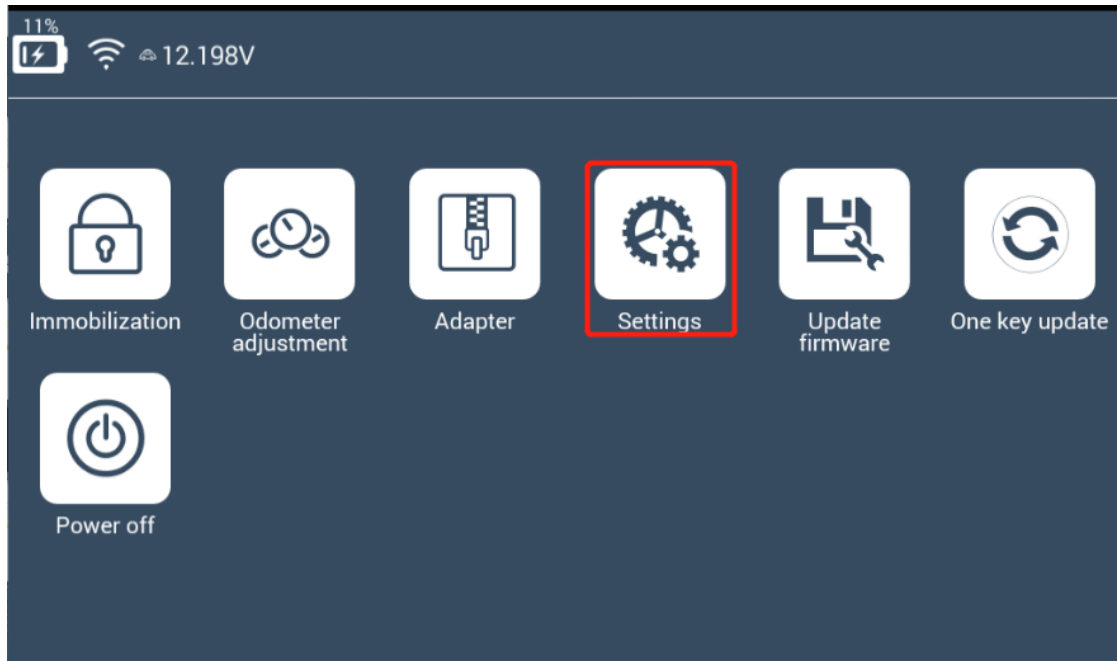 11%
12.198V
Immobilization
Odometer
adjustment
Adapter
Settings
Update
firmware
One key update
Power off